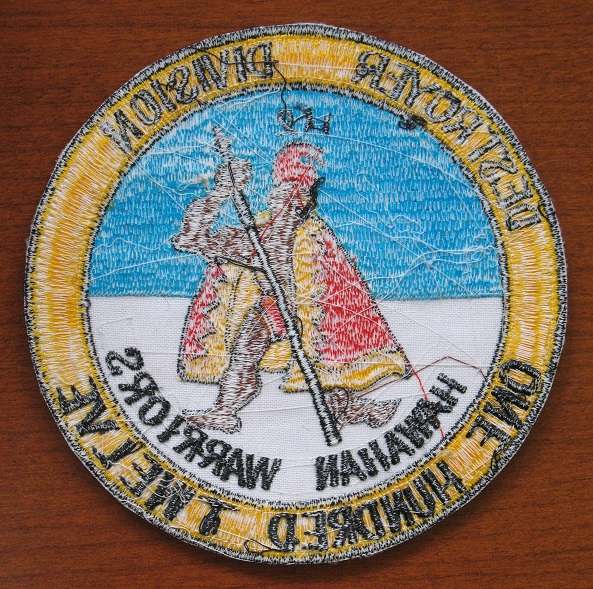 DESTROYER DIVISION
HAWAIIAN WARRIORS
ONE HUNDRED TWELVE